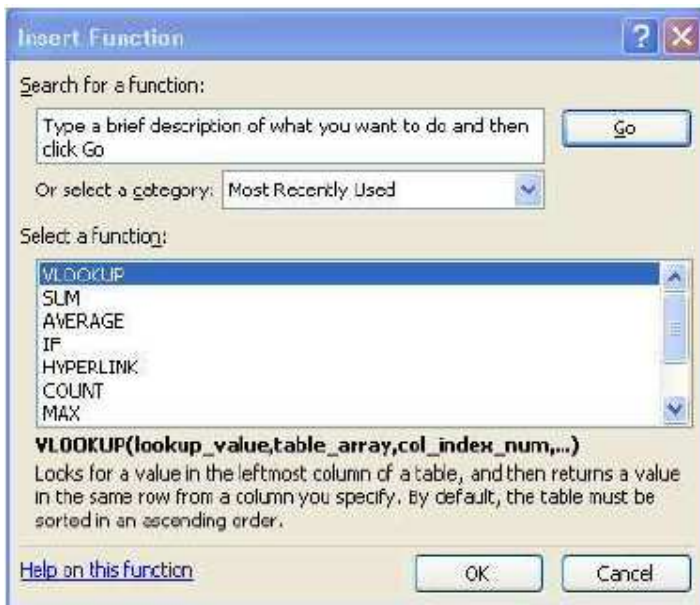 Insert Function
Search for a function:
Type a brief description of what you want to do and then
click Go
Go
Or select a category: Most Recently Used
Select a function:
VLOOKUP
SUM
AVERAGE
IF
HYPERLINK
COUNT
MAX
VLOOKUP(lookup_value,table_array,col_index_num,...)
Looks for a value in the leftmost column of a table, and then returns a value
in the same row from a column you specify. By default, the table must be
sorted in an ascending order.
Help on this function
OK
Cancel